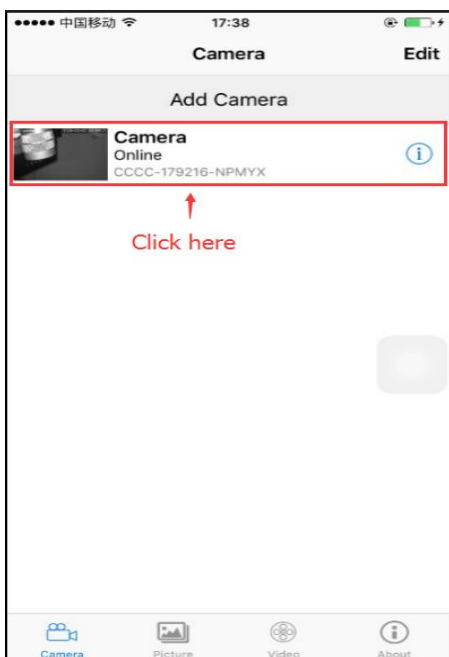 中国移动 17:38
Camera Edit
Add Camera
Camera
Online
CCCC-179216-NPMYX
Click here
Camera Picture Video About